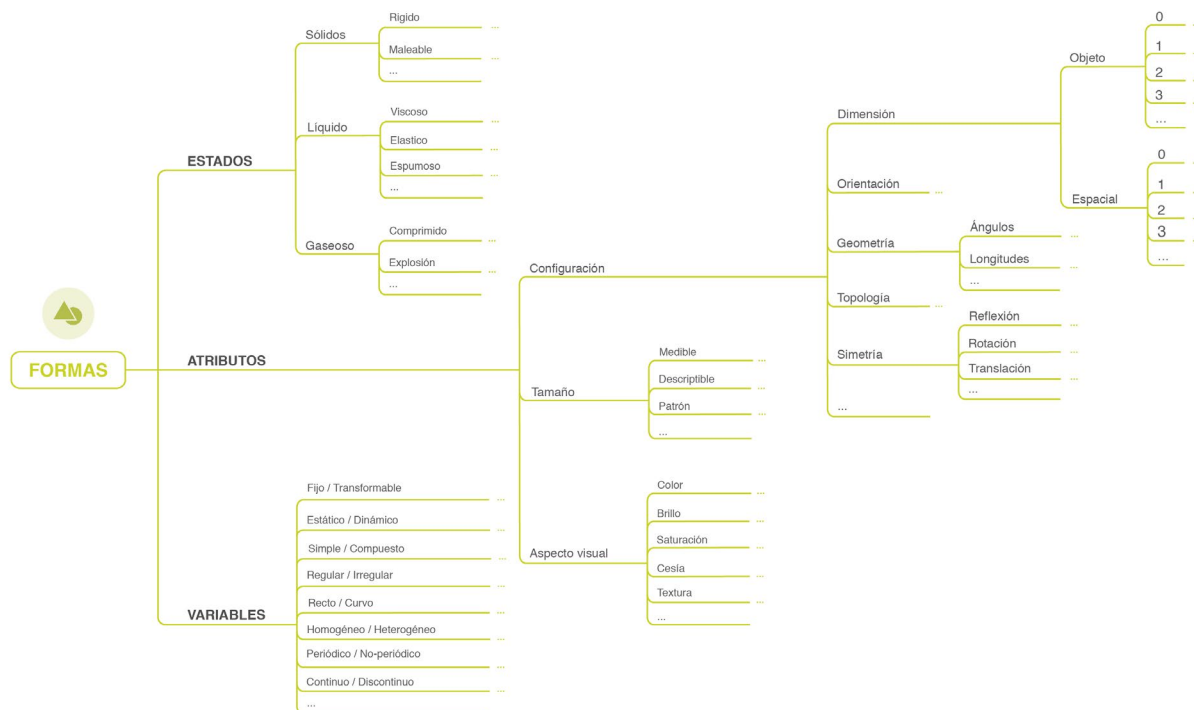 FORMAS
ESTADOS
Sólidos
Rigido ...
Maleable ...
...
Líquido
Viscoso ...
Elastico ...
Espumoso ...
...
Gaseoso
Comprimido ...
Explosión ...
...
ATRIBUTOS
Configuración
Dimensión
Objeto
0
1
2
3
...
Espacial
0
1
2
3
...
Orientación ...
Geometría
Ángulos ...
Longitudes ...
...
Topología ...
Simetría
Reflexión ...
Rotación ...
Translación ...
...
...
Tamaño
Medible ...
Descriptible ...
Patrón ...
...
Aspecto visual
Color ...
Brillo ...
Saturación ...
Cesía ...
Textura ...
...
VARIABLES
Fijo / Transformable ...
Estático / Dinámico ...
Simple / Compuesto ...
Regular / Irregular ...
Recto / Curvo ...
Homogéneo / Heterogéneo ...
Periódico / No-periódico ...
Continuo / Discontinuo ...
...